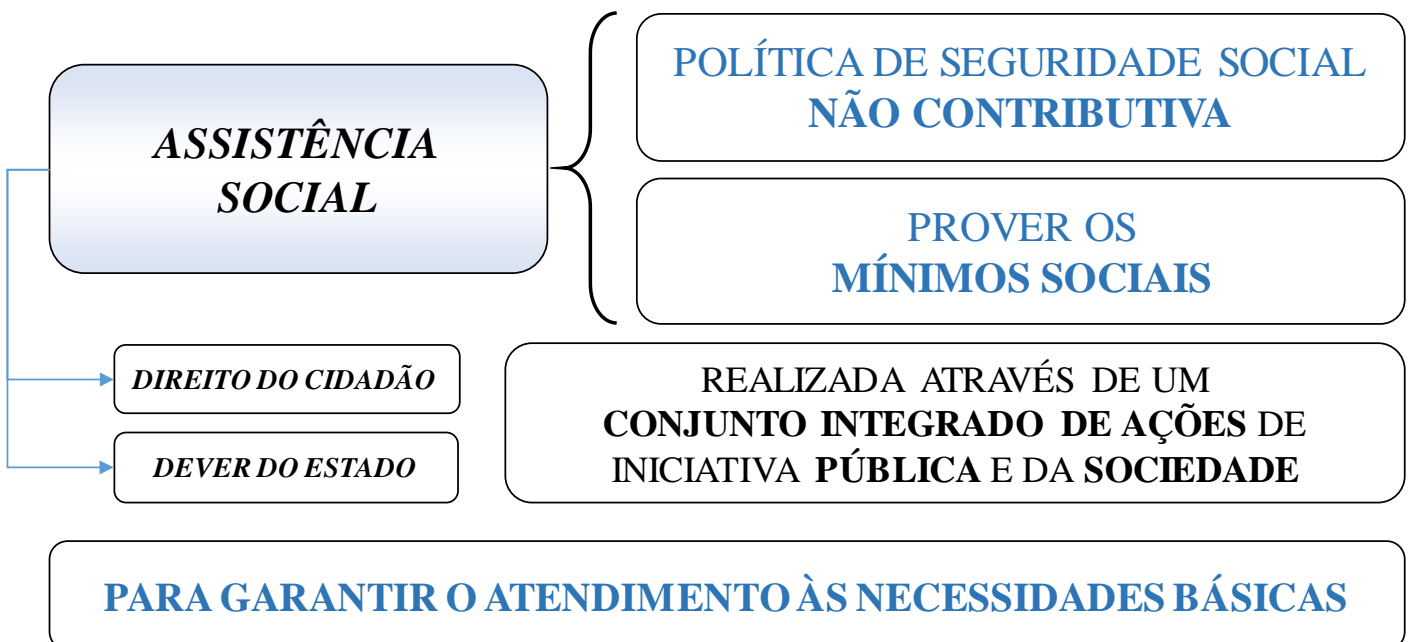 ASSISTÊNCIA
SOCIAL
POLÍTICA DE SEGURIDADE SOCIAL
NÃO CONTRIBUTIVA
PROVER OS
MÍNIMOS SOCIAIS
DIREITO DO CIDADÃO
DEVER DO ESTADO
REALIZADA ATRAVÉS DE UM
CONJUNTO INTEGRADO DE AÇÕES DE
INICIATIVA PÚBLICA E DA SOCIEDADE
PARA GARANTIR O ATENDIMENTO ÀS NECESSIDADES BÁSICAS